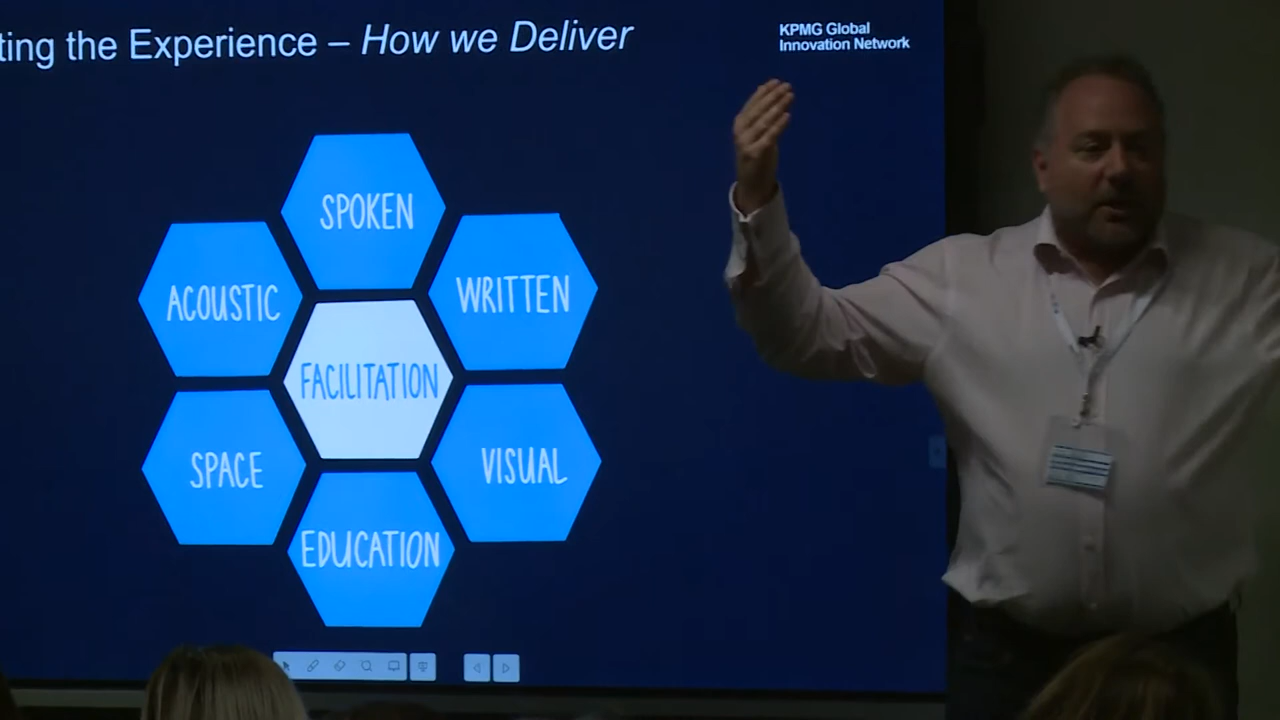 ting the Experience – How we Deliver
KPMG Global
Innovation Network
SPOKEN
ACOUSTIC
WRITTEN
FACILITATION
SPACE
VISUAL
EDUCATION